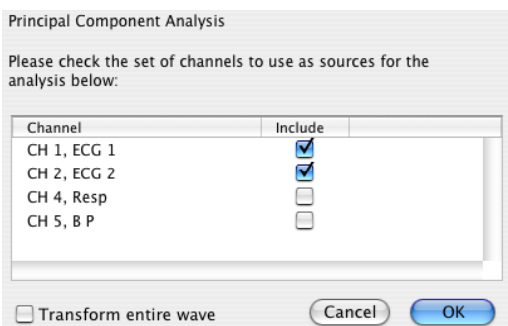 Principal Component Analysis
Please check the set of channels to use as sources for the
analysis below:
Channel Include
CH 1, ECG 1
CH 2, ECG 2
CH 4, Resp
CH 5, B P
Transform entire wave Cancel OK